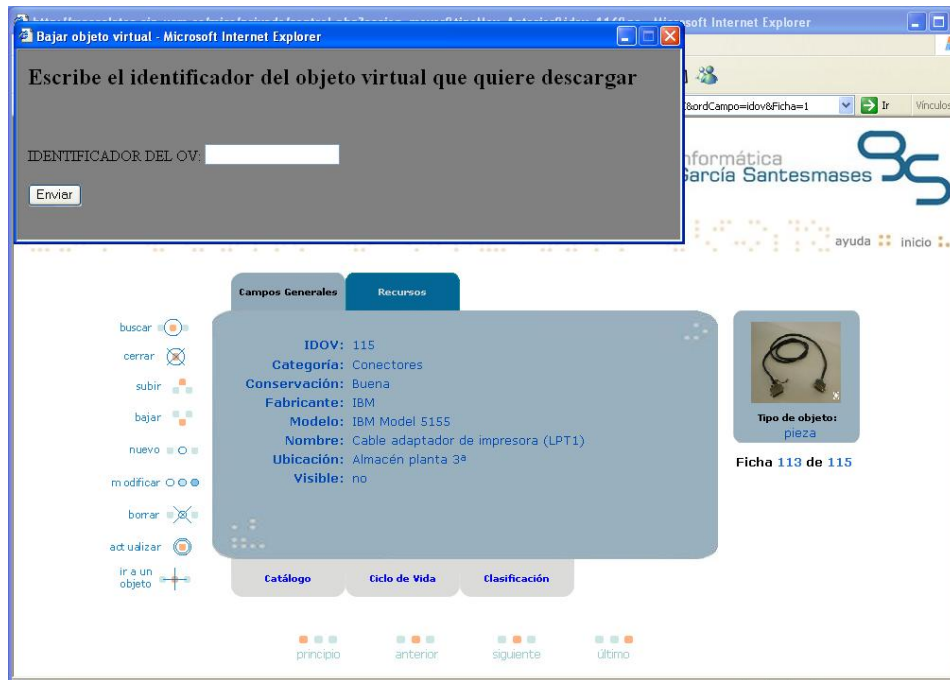 Bajar objeto virtual - Microsoft Internet Explorer
soft Internet Explorer
Escribe el identificador del objeto virtual que quiere descargar
&ordCampo=idov&Ficha=1
Ir
Vínculos
IDENTIFICADOR DEL OV:
Enviar
nformática
García Santesmases
ayuda
inicio
Campos Generales
Recursos
buscar
cerrar
subir
bajar
nuevo
modificar
borrar
actualizar
ir a un
objeto
IDOV: 115
Categoría: Conectores
Conservación: Buena
Fabricante: IBM
Modelo: IBM Model 5155
Nombre: Cable adaptador de impresora (LPT1)
Ubicación: Almacén planta 3ª
Visible: no
Tipo de objeto:
pieza
Ficha 113 de 115
Catálogo
Ciclo de Vida
Clasificación
principio
anterior
siguiente
último